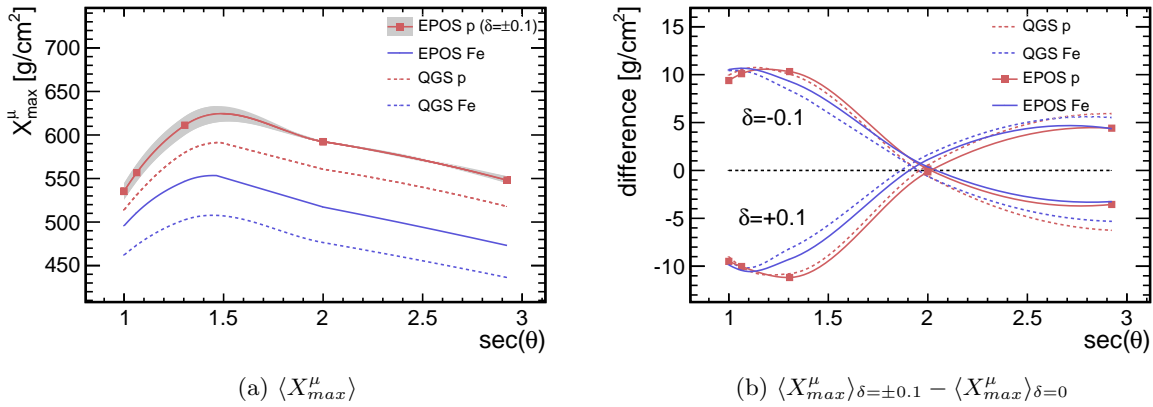 X^μ_max [g/cm²]
700
650
600
550
500
450
1
1.5
2
2.5
3
sec(θ)
EPOS p (δ=±0.1)
EPOS Fe
QGS p
QGS Fe
(a) ⟨X^μ_max⟩
difference [g/cm²]
15
10
5
0
-5
-10
1
1.5
2
2.5
3
sec(θ)
QGS p
QGS Fe
EPOS p
EPOS Fe
δ=-0.1
δ=+0.1
(b) ⟨X^μ_max⟩δ=±0.1 − ⟨X^μ_max⟩δ=0